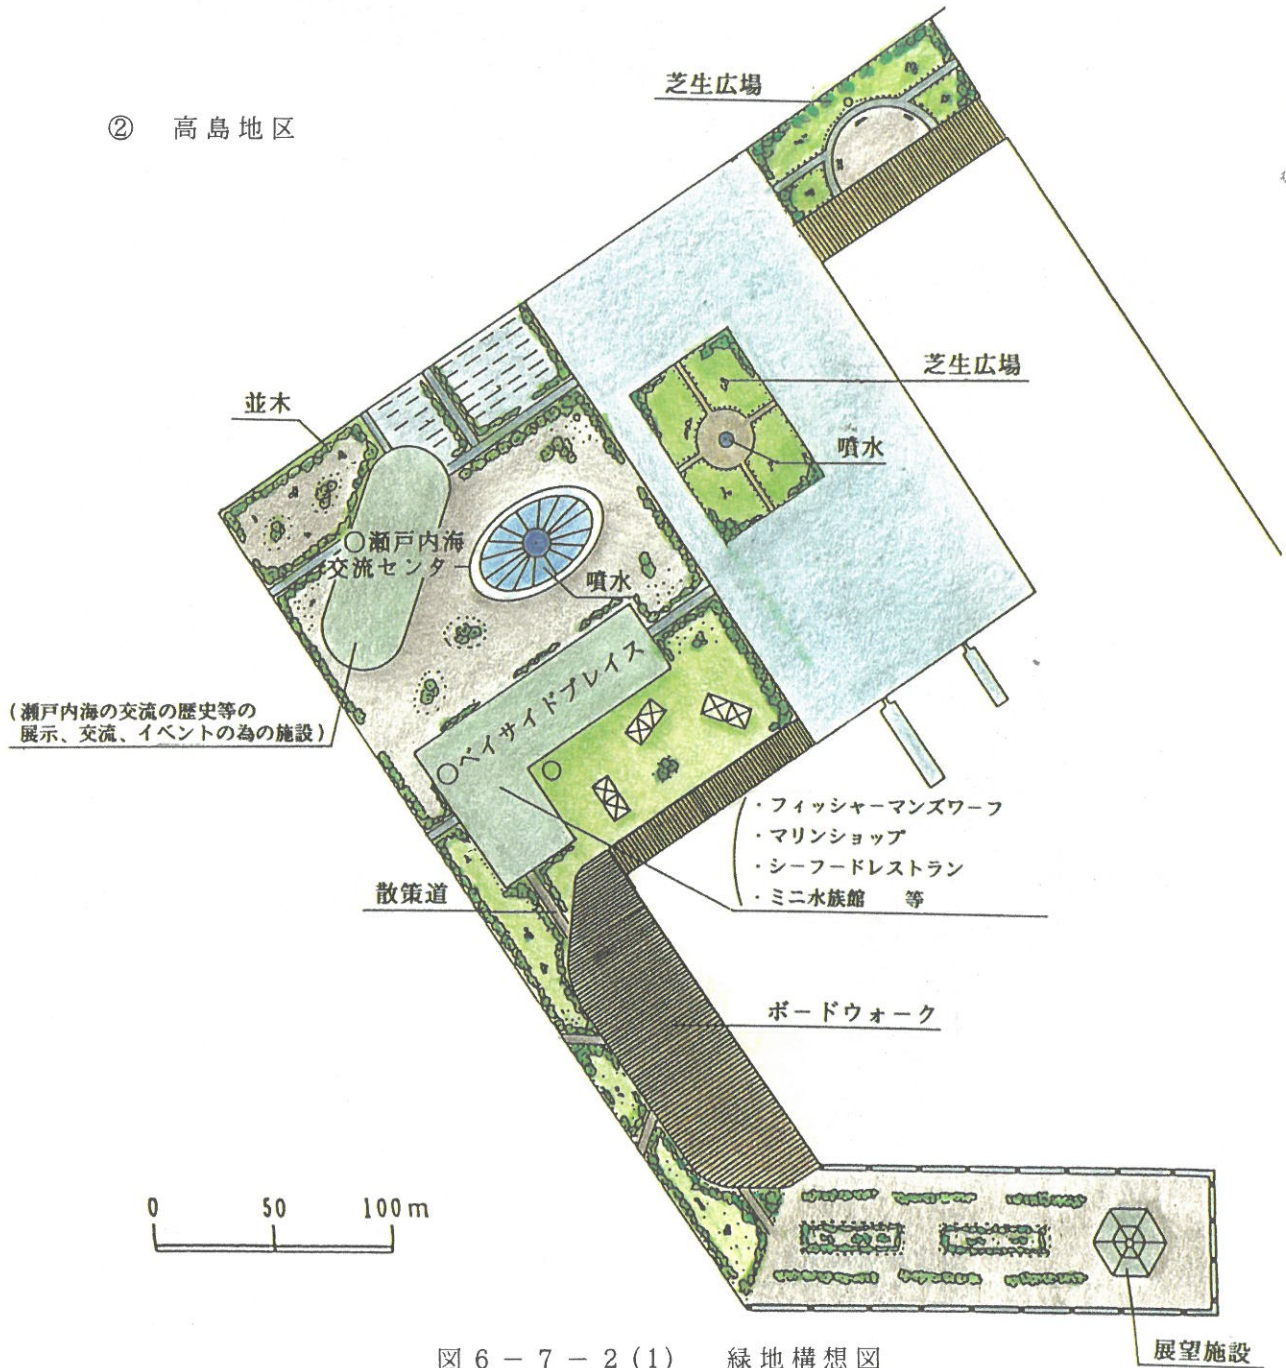 ② 高島地区
芝生広場
芝生広場
並木
噴水
○瀬戸内海
交流センター
噴水
(瀬戸内海の交流の歴史等の
展示、交流、イベントの為の施設)
○ベイサイドプレイス
・フィッシャーマンズワーフ
・マリンショップ
・シーフードレストラン
・ミニ水族館 等
散策道
ボードウォーク
0 50 100m
展望施設
図6-7-2(1) 緑地構想図